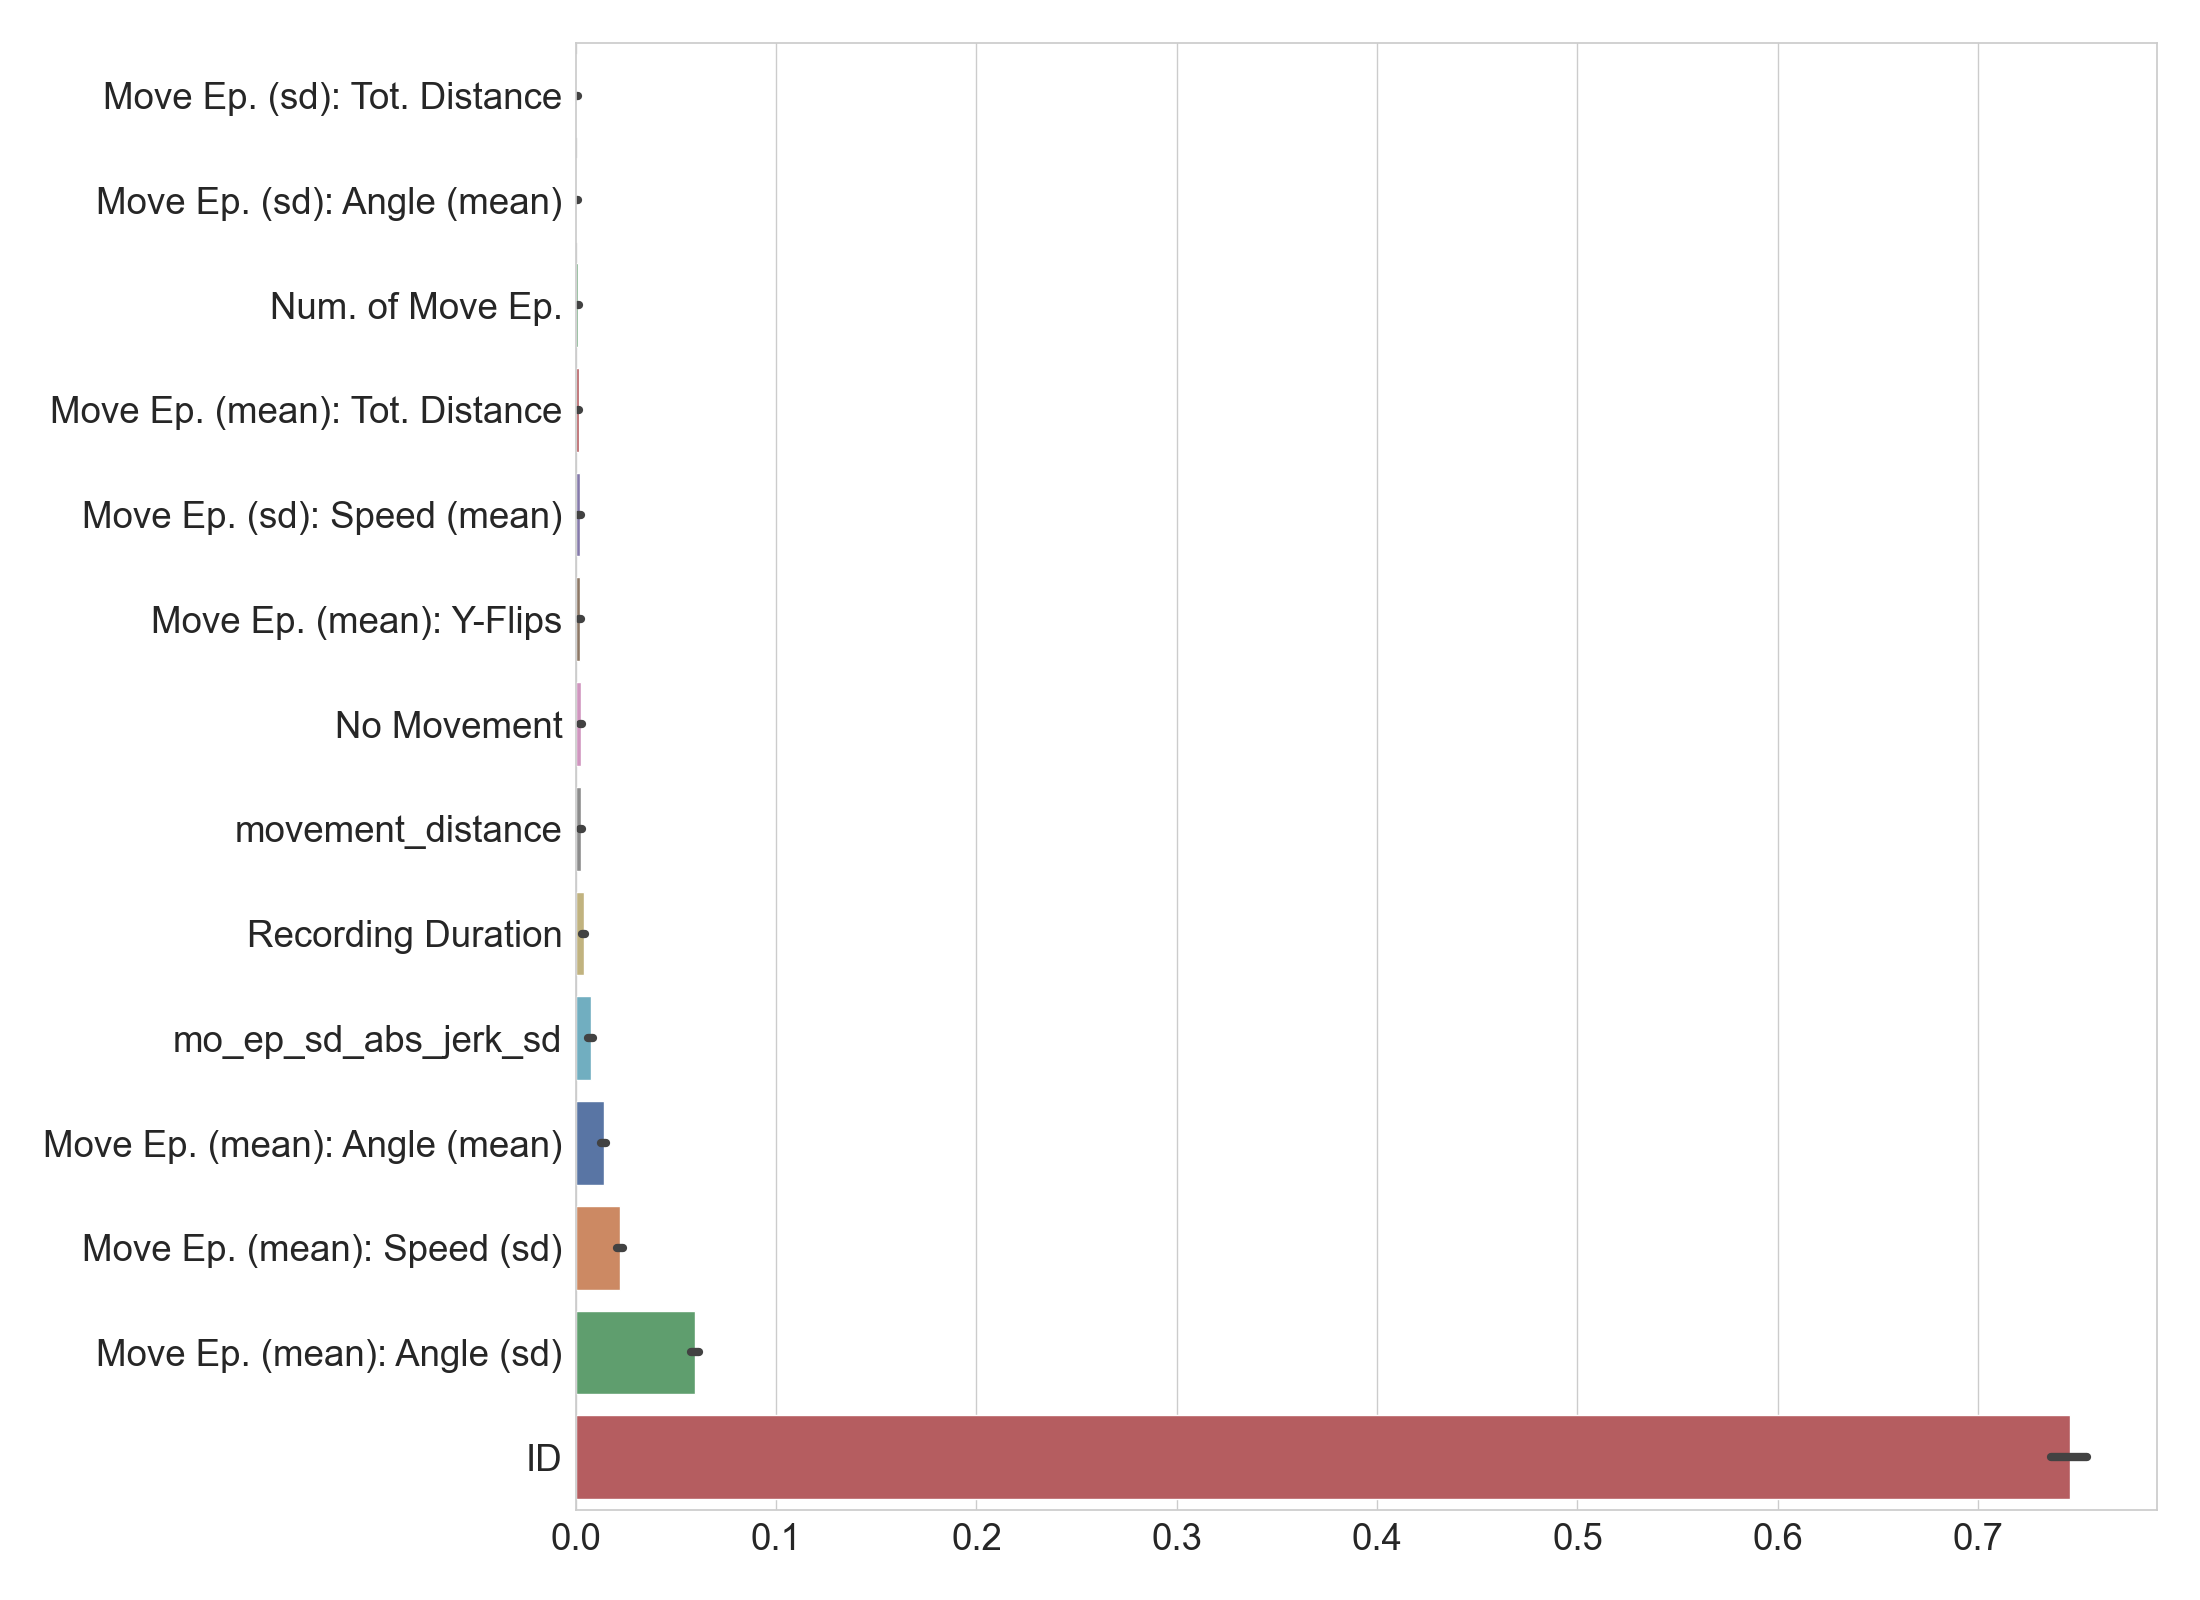 Move Ep. (sd): Tot. Distance
Move Ep. (sd): Angle (mean)
Num. of Move Ep.
Move Ep. (mean): Tot. Distance
Move Ep. (sd): Speed (mean)
Move Ep. (mean): Y-Flips
No Movement
movement_distance
Recording Duration
mo_ep_sd_abs_jerk_sd
Move Ep. (mean): Angle (mean)
Move Ep. (mean): Speed (sd)
Move Ep. (mean): Angle (sd)
ID
0.0 0.1 0.2 0.3 0.4 0.5 0.6 0.7